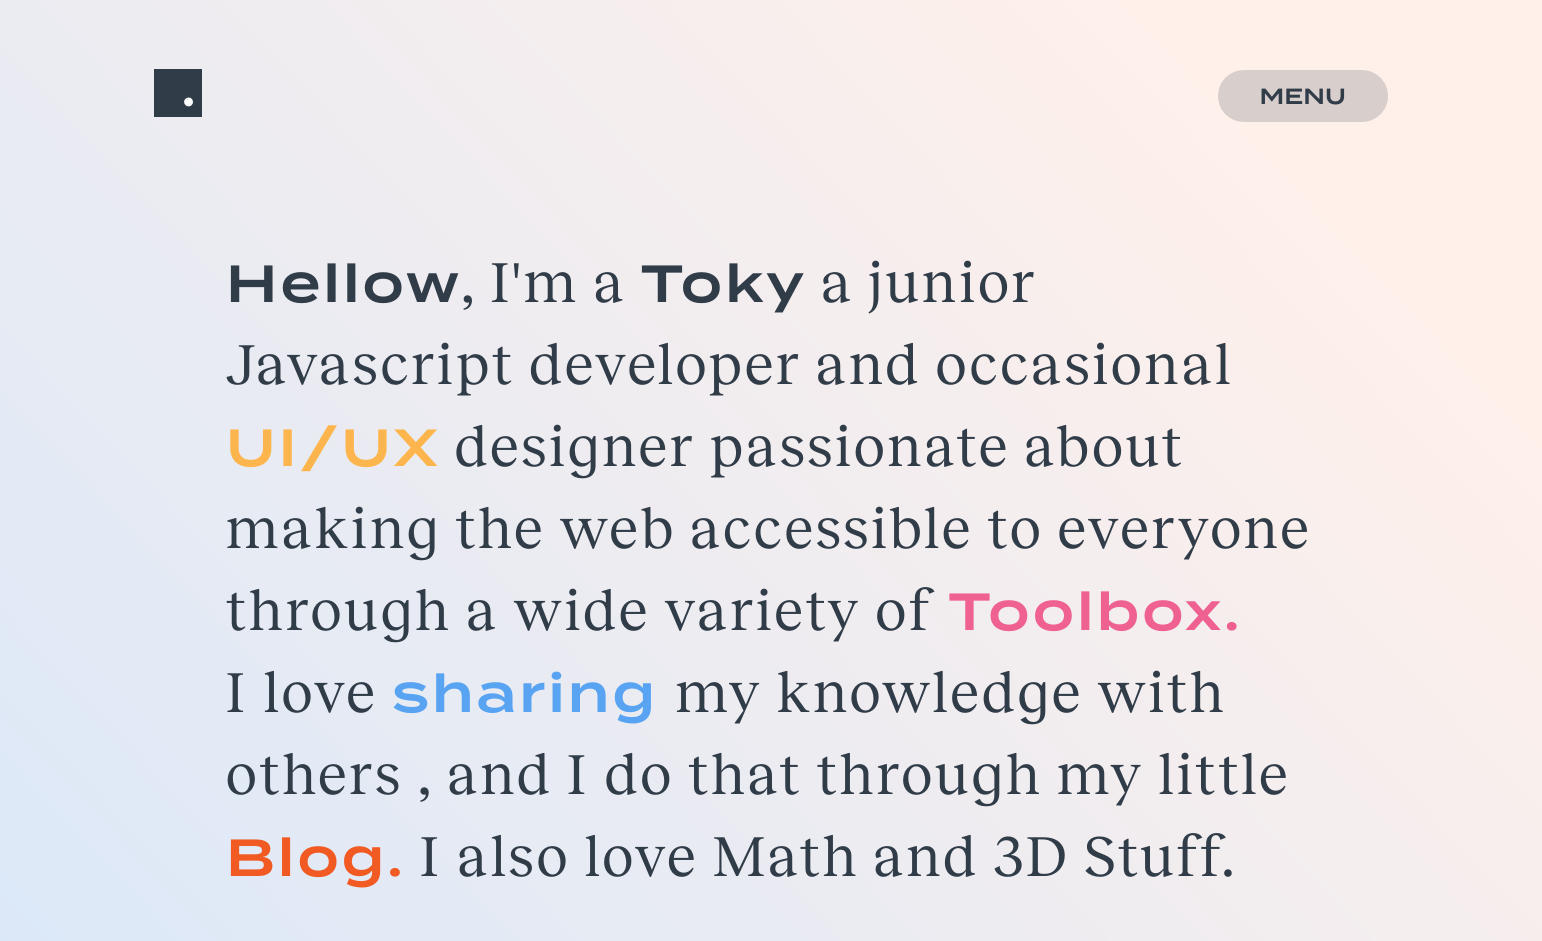 MENU
Hellow, I'm a Toky a junior
Javascript developer and occasional
UI/UX designer passionate about
making the web accessible to everyone
through a wide variety of Toolbox.
I love sharing my knowledge with
others , and I do that through my little
Blog. I also love Math and 3D Stuff.